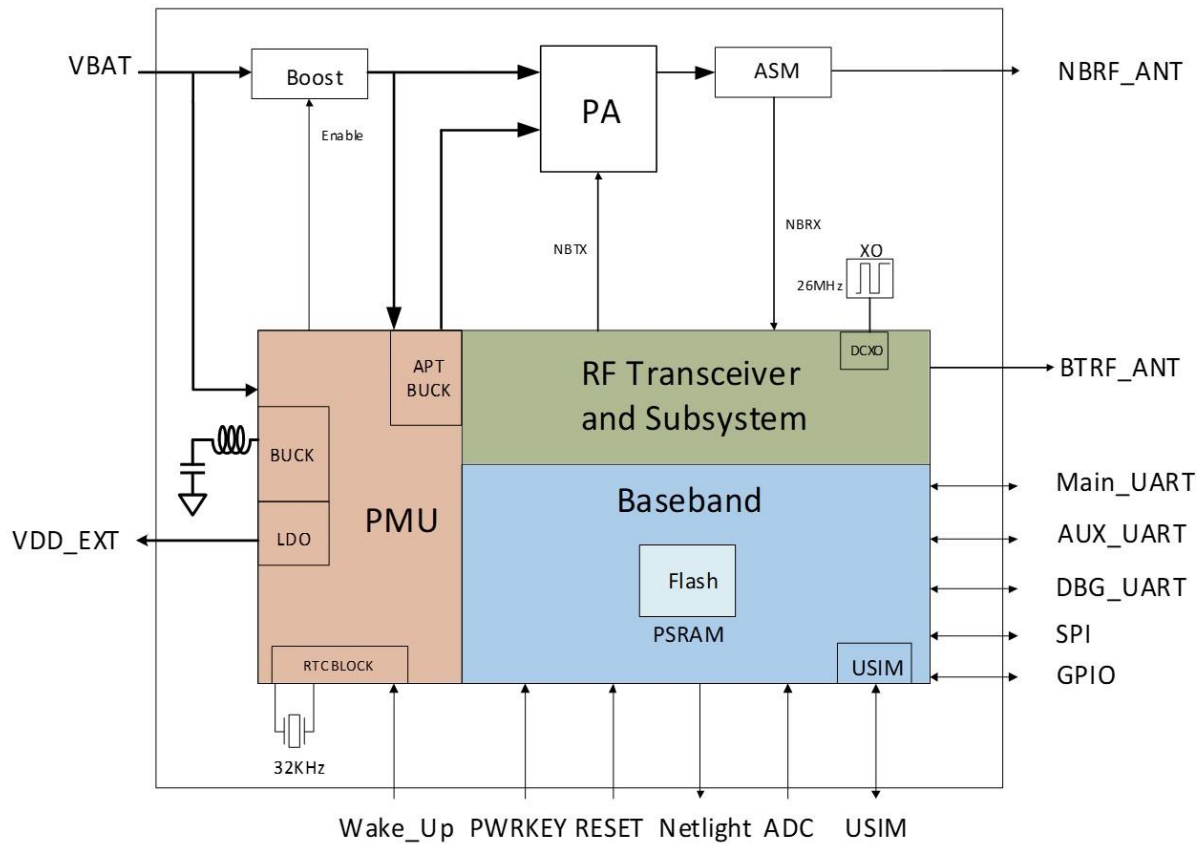 VBAT
Boost
PA
ASM
NBRF_ANT
Enable
NBTX
NBRX
XO
26MHz
APT
BUCK
RF Transceiver
and Subsystem
DCXO
BTRF_ANT
BUCK
PMU
Baseband
Main_UART
VDD_EXT
LDO
AUX_UART
Flash
DBG_UART
PSRAM
SPI
RTC BLOCK
USIM
GPIO
32KHz
Wake_Up
PWRKEY
RESET
Netlight
ADC
USIM